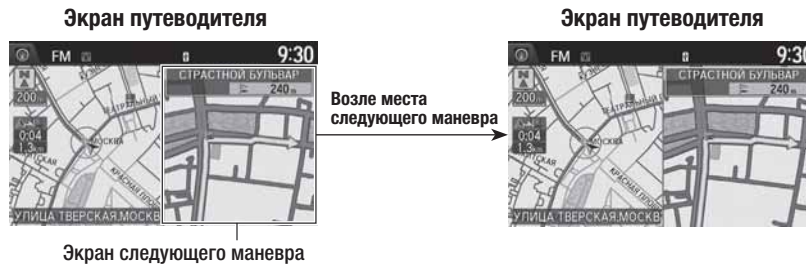 Экран путеводителя
Экран путеводителя
FM
9:30
СТРАСТНОЙ БУЛЬВАР
240 m
200
0:04
1,3
МОСКВА
КРАСНАЯ
УЛИЦА ТВЕРСКАЯ,МОСКВ
Возле места
следующего маневра
FM
9:30
СТРАСТНОЙ БУЛЬВАР
240 m
200
0:04
1,3
МОСКВА
КРАСНАЯ
УЛИЦА ТВЕРСКАЯ,МОСКВ
Экран следующего маневра